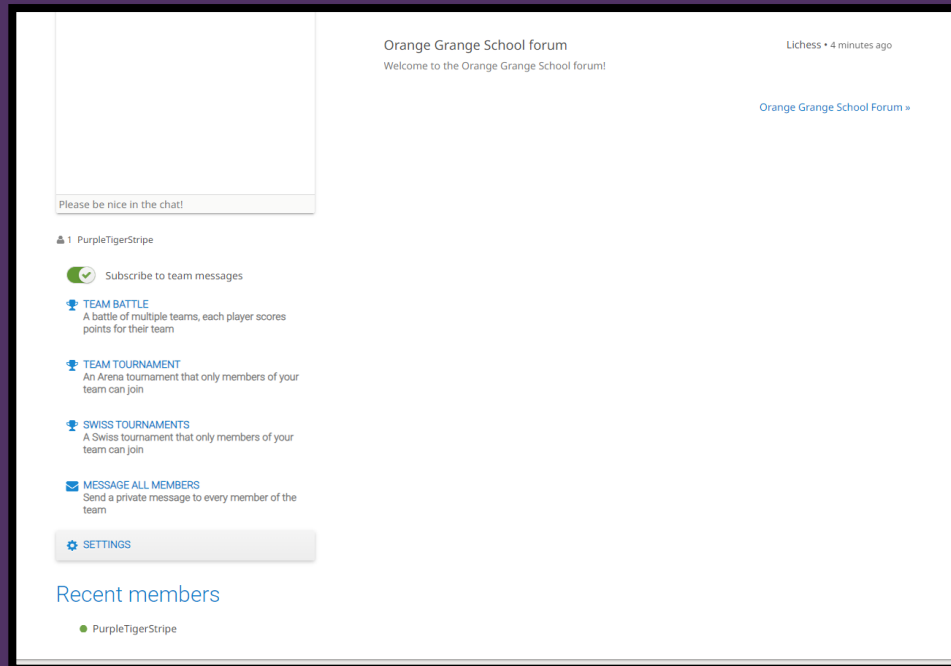 Orange Grange School forum
Lichess • 4 minutes ago
Welcome to the Orange Grange School forum!
Orange Grange School Forum »
Please be nice in the chat!
1 PurpleTigerStripe
Subscribe to team messages
TEAM BATTLE
A battle of multiple teams, each player scores
points for their team
TEAM TOURNAMENT
An Arena tournament that only members of your
team can join
SWISS TOURNAMENTS
A Swiss tournament that only members of your
team can join
MESSAGE ALL MEMBERS
Send a private message to every member of the
team
SETTINGS
Recent members
PurpleTigerStripe